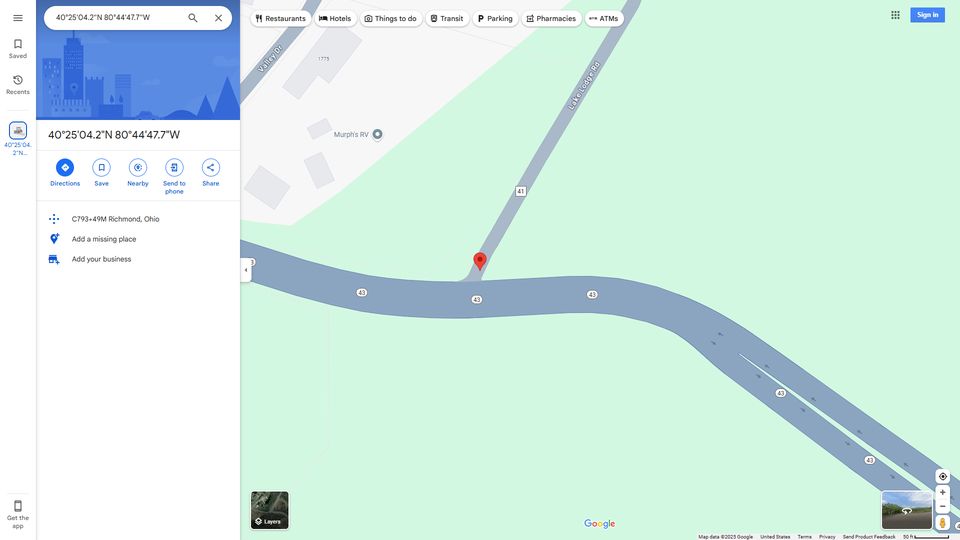 40°25'04.2"N 80°44'47.7"W
Restaurants
Hotels
Things to do
Transit
Parking
Pharmacies
ATMs
Sign in
Saved
Recents
40°25'04.
2"N...
40°25'04.2"N 80°44'47.7"W
Directions
Save
Nearby
Send to
phone
Share
C793+49M Richmond, Ohio
Add a missing place
Add your business
Get the
app
Valley Dr
1775
Murph's RV
Lake Lodge Rd
41
43
43
43
43
43
Layers
Google
Map data ©2025 Google
United States
Terms
Privacy
Send Product Feedback
50 ft